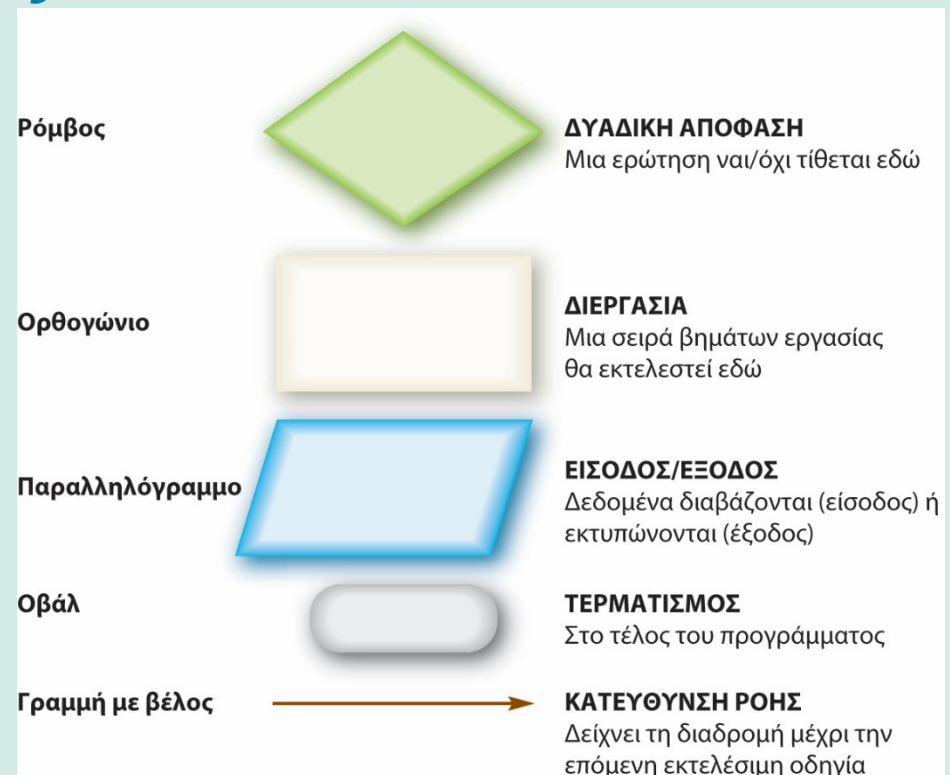 Ρόμβος
ΔΥΑΔΙΚΗ ΑΠΟΦΑΣΗ
Μια ερώτηση ναι/όχι τίθεται εδώ
Ορθογώνιο
ΔΙΕΡΓΑΣΙΑ
Μια σειρά βημάτων εργασίας
θα εκτελεστεί εδώ
Παραλληλόγραμμο
ΕΙΣΟΔΟΣ/ΕΞΟΔΟΣ
Δεδομένα διαβάζονται (είσοδος) ή
εκτυπώνονται (έξοδος)
Οβάλ
ΤΕΡΜΑΤΙΣΜΟΣ
Στο τέλος του προγράμματος
Γραμμή με βέλος
ΚΑΤΕΥΘΥΝΣΗ ΡΟΗΣ
Δείχνει τη διαδρομή μέχρι την
επόμενη εκτελέσιμη οδηγία